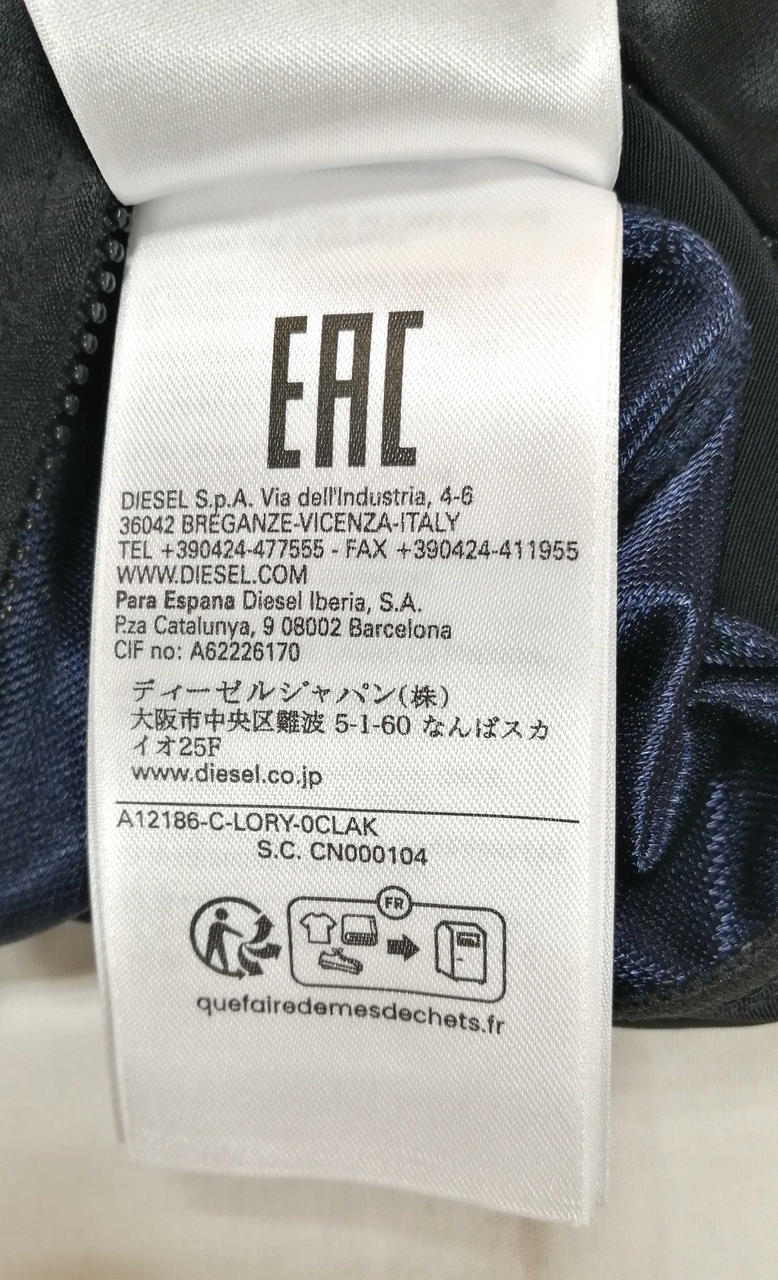 EAC
DIESEL S.p.A. Via dell'Industria, 4-6
36042 BREGANZE-VICENZA-ITALY
TEL +390424-477555 - FAX +390424-411955
WWW.DIESEL.COM
Para Espana Diesel Iberia, S.A.
P.za Catalunya, 9 08002 Barcelona
CIF no: A62226170
ディーゼルジャパン(株)
大阪市中央区難波 5-1-60 なんばスカ
イオ25F
www.diesel.co.jp
A12186-C-LORY-0CLAK
S.C. CN000104
FR
quefairedemesdechets.fr